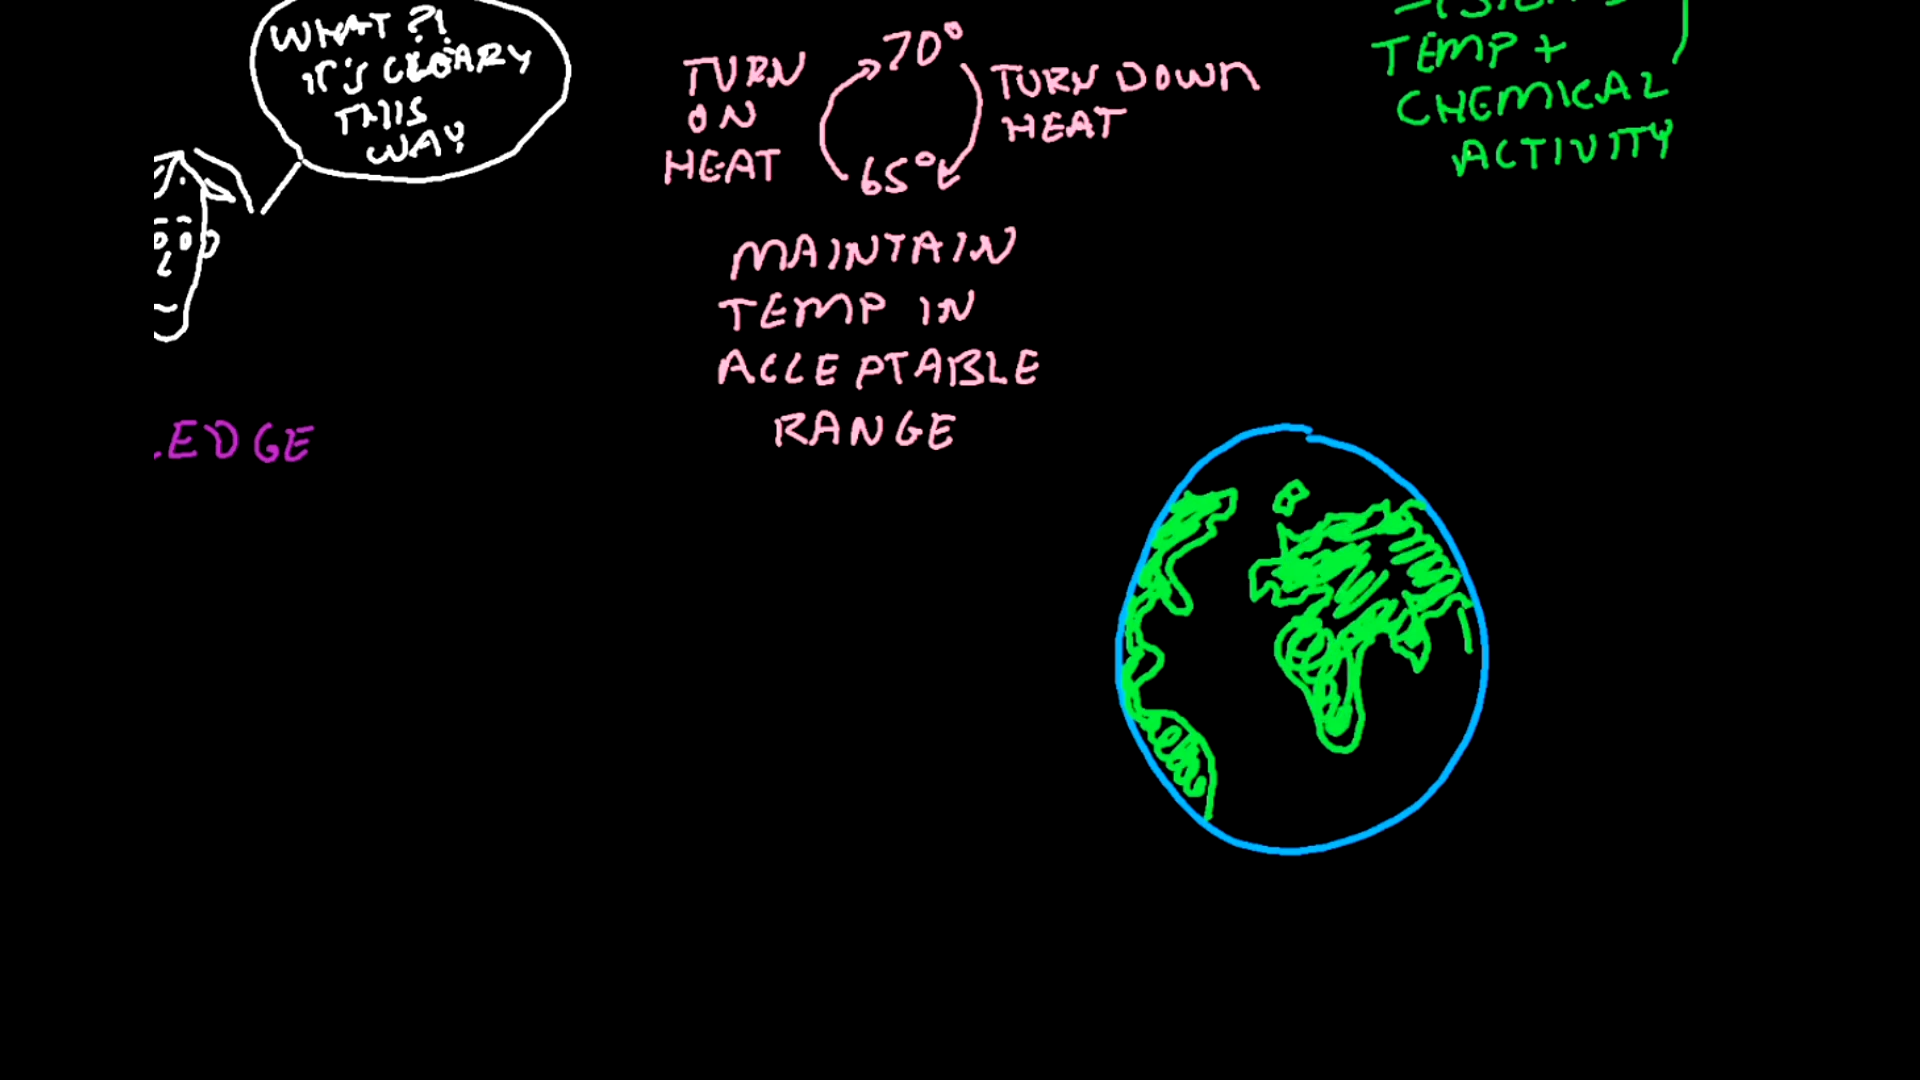 WHAT?!
IT'S CLEARY
THIS
WAY
70°
TURN
ON
HEAT
TURN DOWN
HEAT
65°
MAINTAIN
TEMP IN
ACCEPTABLE
RANGE
TEMP +
CHEMICAL
ACTIVITY
EDGE